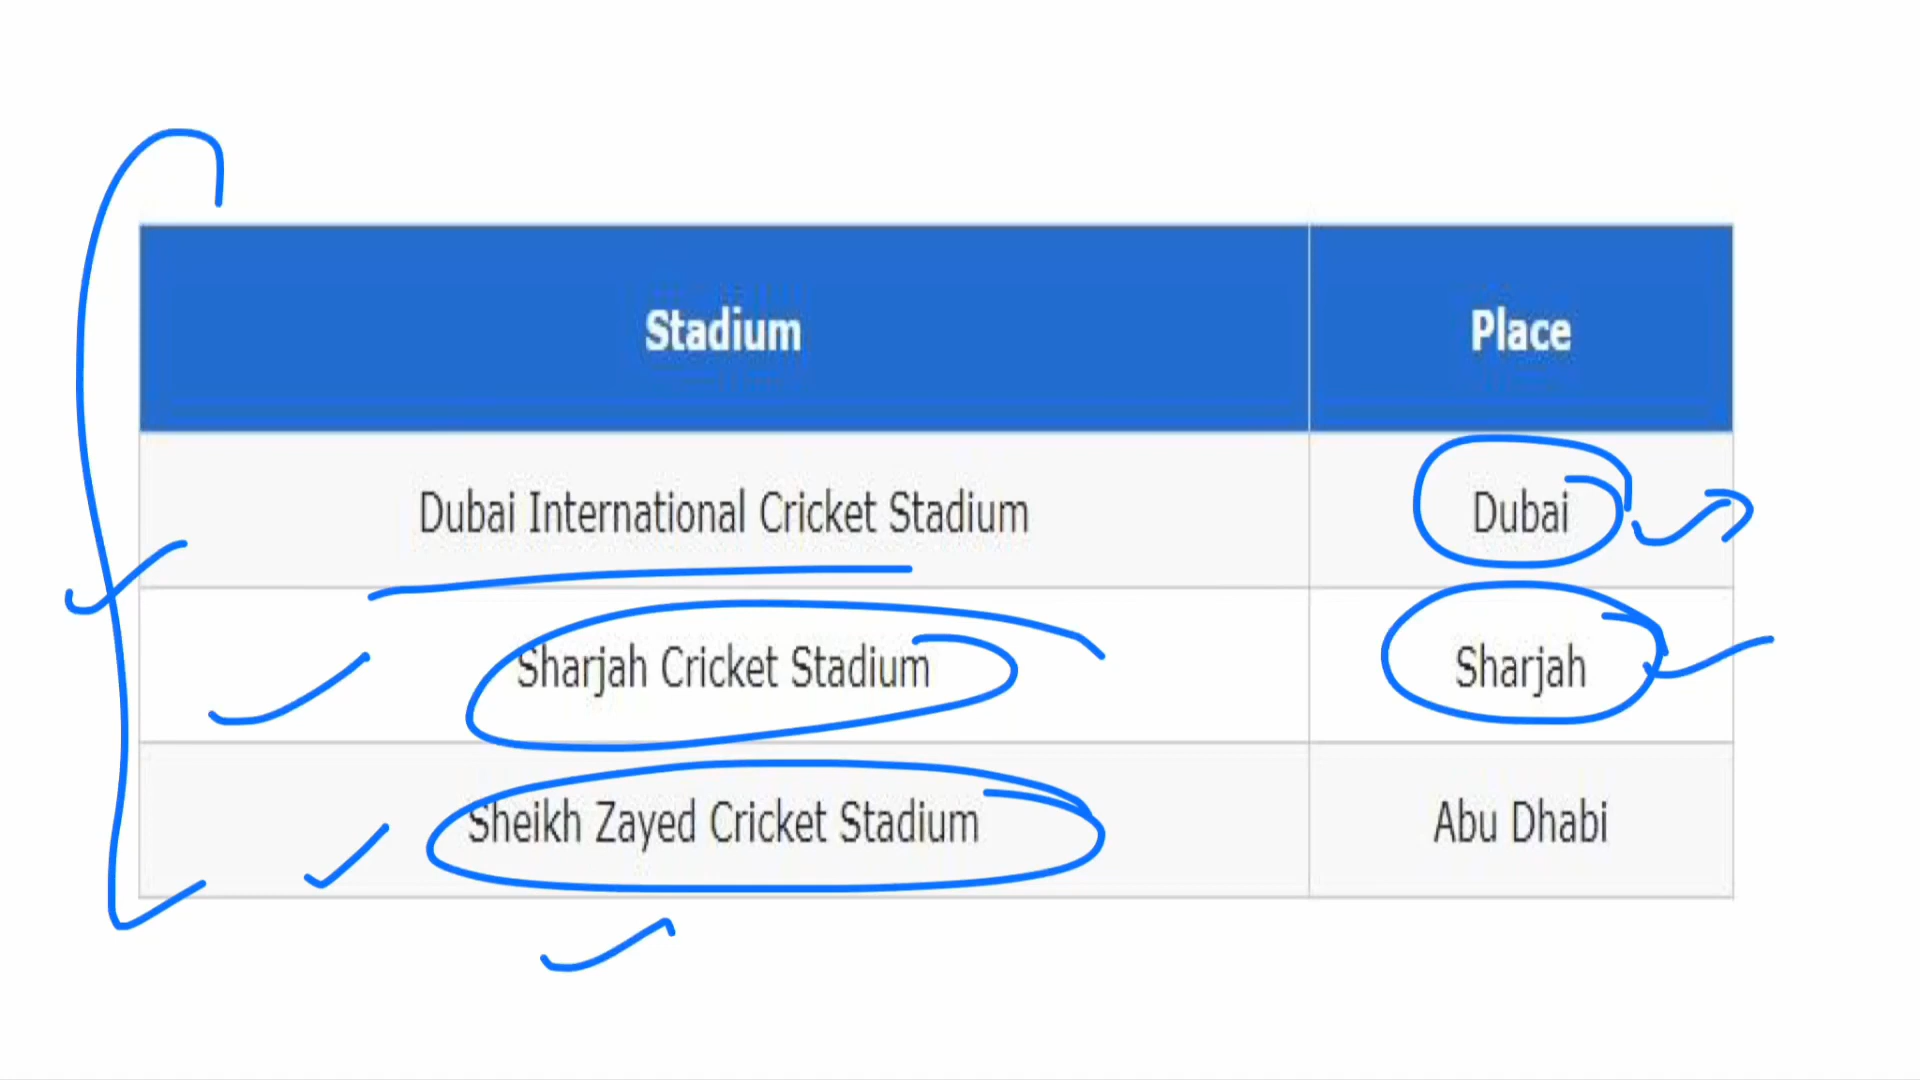 Stadium Place
Dubai International Cricket Stadium Dubai
Sharjah Cricket Stadium Sharjah
Sheikh Zayed Cricket Stadium Abu Dhabi